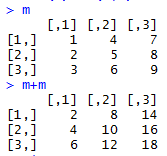 > m
     [,1] [,2] [,3]
[1,]    1    4    7
[2,]    2    5    8
[3,]    3    6    9
> m+m
     [,1] [,2] [,3]
[1,]    2    8   14
[2,]    4   10   16
[3,]    6   12   18